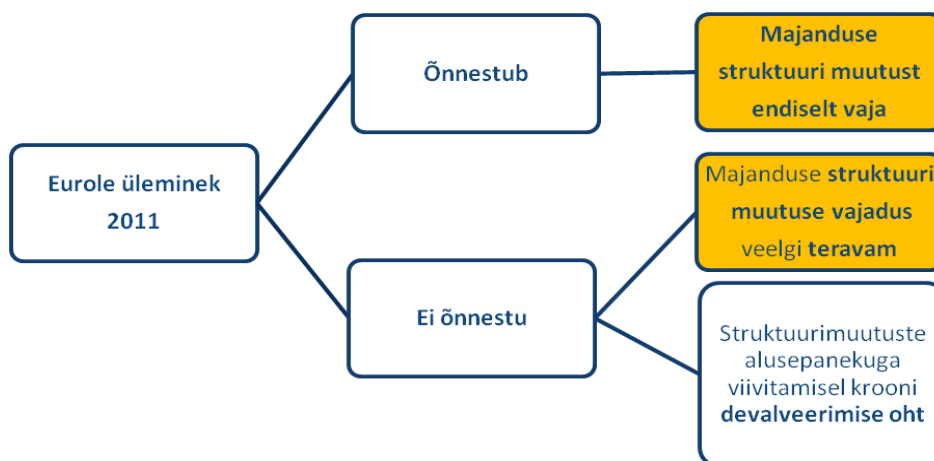 Eurole üleminek
2011
Õnnestub
Majanduse
struktuuri muutust
endiselt vaja
Ei õnnestu
Majanduse struktuuri
muutuse vajadus
veelgi teravam
Struktuurimuutuste
alusepanekuga
viivitamisel krooni
devalveerimise oht